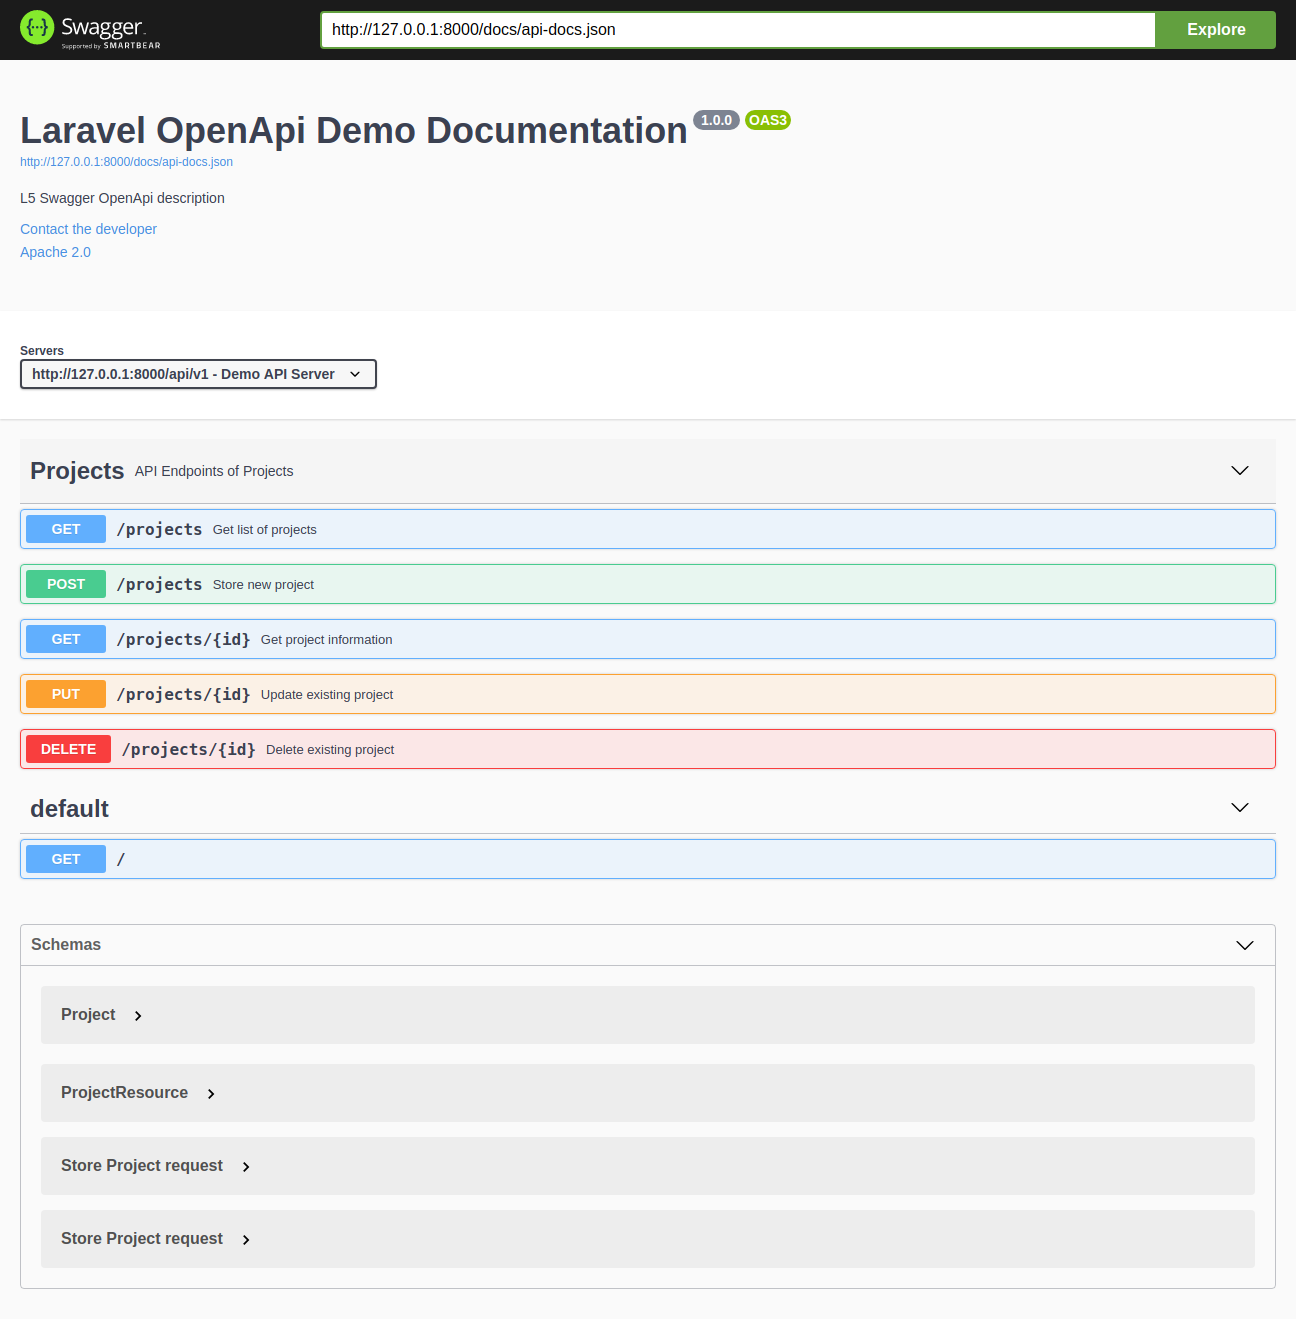 {···} Swagger™
Supported by SMARTBEAR
http://127.0.0.1:8000/docs/api-docs.json
Explore
Laravel OpenApi Demo Documentation 1.0.0 OAS3
http://127.0.0.1:8000/docs/api-docs.json
L5 Swagger OpenApi description
Contact the developer
Apache 2.0
Servers
http://127.0.0.1:8000/api/v1 - Demo API Server
Projects API Endpoints of Projects
GET /projects Get list of projects
POST /projects Store new project
GET /projects/{id} Get project information
PUT /projects/{id} Update existing project
DELETE /projects/{id} Delete existing project
default
GET /
Schemas
Project
ProjectResource
Store Project request
Store Project request